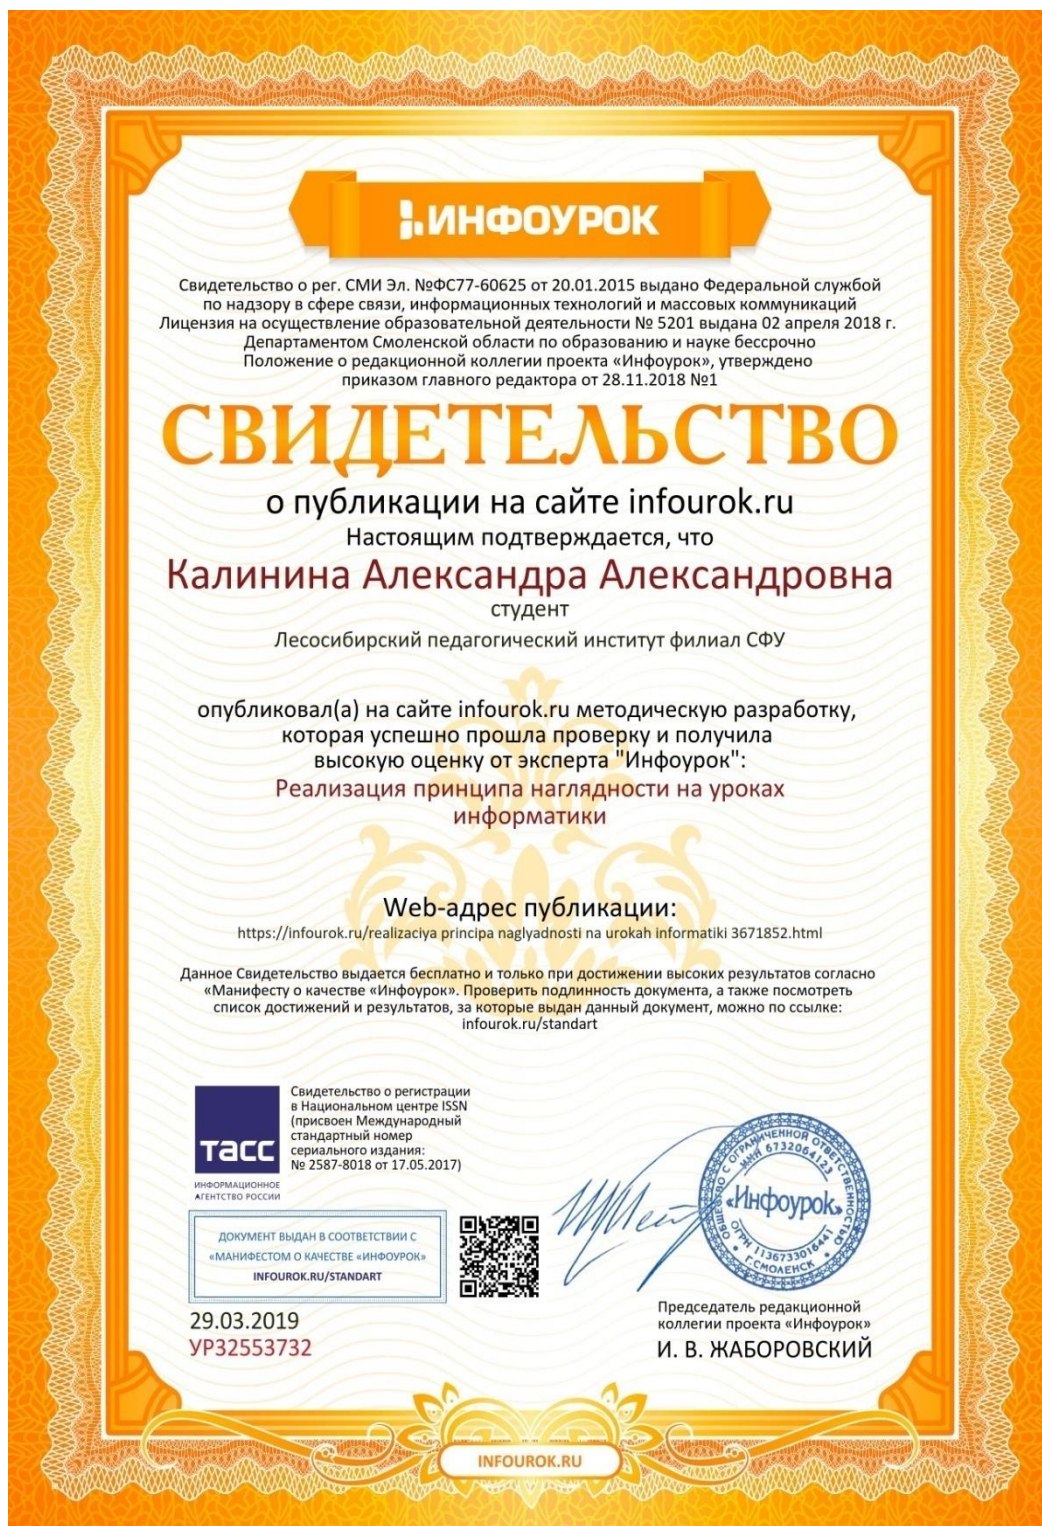 ИНФОУРОК
Свидетельство о рег. СМИ Эл. №ФС77-60625 от 20.01.2015 выдано Федеральной службой
по надзору в сфере связи, информационных технологий и массовых коммуникаций
Лицензия на осуществление образовательной деятельности № 5201 выдана 02 апреля 2018 г.
Департаментом Смоленской области по образованию и науке бессрочно
Положение о редакционной коллегии проекта «Инфоурок», утверждено
приказом главного редактора от 28.11.2018 №1
СВИДЕТЕЛЬСТВО
о публикации на сайте infourok.ru
Настоящим подтверждается, что
Калинина Александра Александровна
студент
Лесосибирский педагогический институт филиал СФУ
опубликовал(а) на сайте infourok.ru методическую разработку,
которая успешно прошла проверку и получила
высокую оценку от эксперта "Инфоурок":
Реализация принципа наглядности на уроках
информатики
Web-адрес публикации:
https://infourok.ru/realizaciya principa naglyadnosti na urokah informatiki 3671852.html
Данное Свидетельство выдается бесплатно и только при достижении высоких результатов согласно
«Манифесту о качестве «Инфоурок». Проверить подлинность документа, а также посмотреть
список достижений и результатов, за которые выдан данный документ, можно по ссылке:
infourok.ru/standart
тасс
ИНФОРМАЦИОННОЕ
АГЕНТСТВО РОССИИ
Свидетельство о регистрации
в Национальном центре ISSN
(присвоен Международный
стандартный номер
сериального издания:
№ 2587-8018 от 17.05.2017)
ДОКУМЕНТ ВЫДАН В СООТВЕТСТВИИ С
«МАНИФЕСТОМ О КАЧЕСТВЕ «ИНФОУРОК»
INFOUROK.RU/STANDART
29.03.2019
УР32553732
ОБЩЕСТВО С ОГРАНИЧЕННОЙ ОТВЕТСТВЕННОСТЬЮ
ИНН 6732064123
«Инфоурок»
ОГРН 1136733016441
г.СМОЛЕНСК
Председатель редакционной
коллегии проекта «Инфоурок»
И. В. ЖАБОРОВСКИЙ
INFOUROK.RU